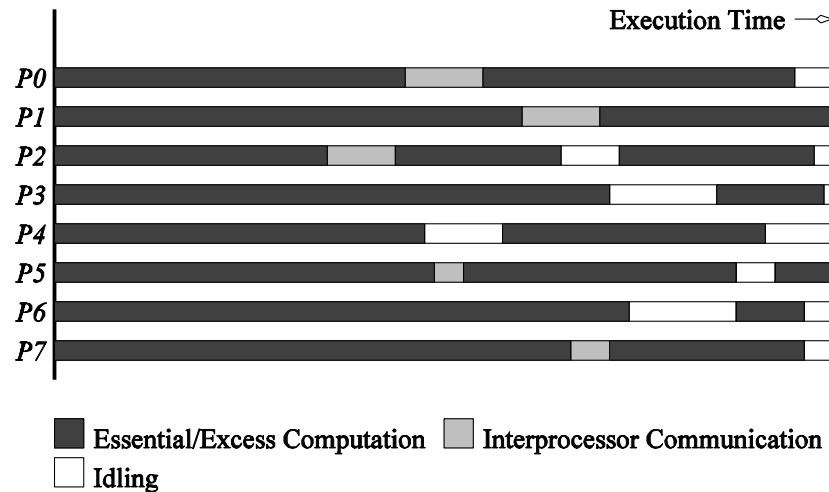 Execution Time
P0
P1
P2
P3
P4
P5
P6
P7
Essential/Excess Computation
Interprocessor Communication
Idling